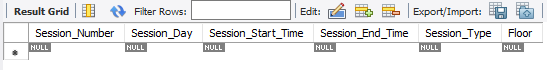 Result Grid Filter Rows: Edit: Export/Import:
Session_Number Session_Day Session_Start_Time Session_End_Time Session_Type Floor
NULL NULL NULL NULL NULL NULL